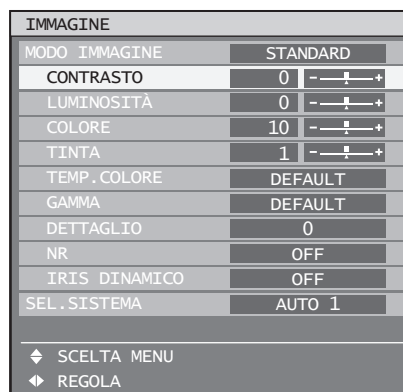 IMMAGINE
MODO IMMAGINE STANDARD
CONTRASTO 0 - +
LUMINOSITÀ 0 - +
COLORE 10 - +
TINTA 1 - +
TEMP.COLORE DEFAULT
GAMMA DEFAULT
DETTAGLIO 0
NR OFF
IRIS DINAMICO OFF
SEL.SISTEMA AUTO 1
SCELTA MENU
REGOLA